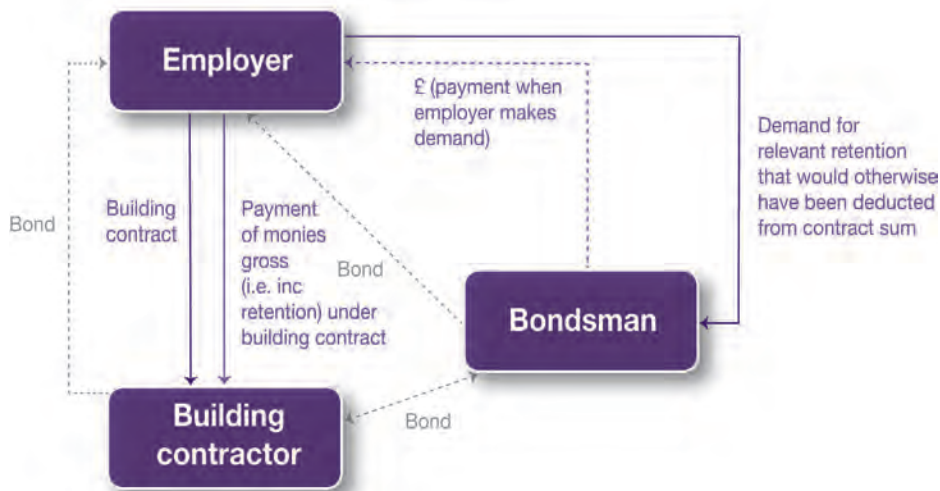 Employer
£ (payment when
employer makes
demand)
Demand for
relevant retention
that would otherwise
have been deducted
from contract sum
Bond
Building
contract
Payment
of monies
gross
(i.e. inc
retention) under
building contract
Bond
Bondsman
Building
contractor
Bond